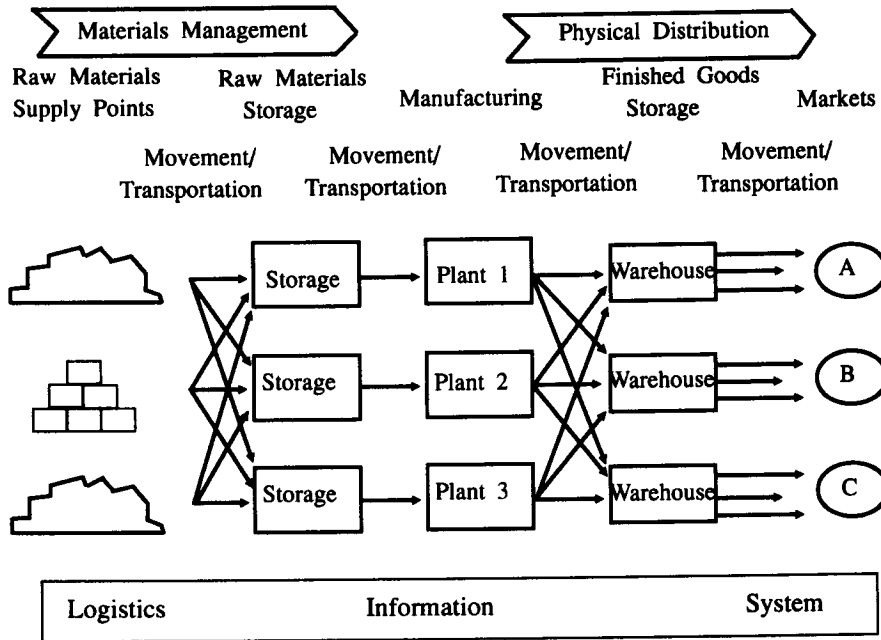 Materials Management
Physical Distribution
Raw Materials
Supply Points
Raw Materials
Storage
Manufacturing
Finished Goods
Storage
Markets
Movement/
Transportation
Movement/
Transportation
Movement/
Transportation
Movement/
Transportation
Storage
Plant 1
Warehouse
A
Storage
Plant 2
Warehouse
B
Storage
Plant 3
Warehouse
C
Logistics Information System